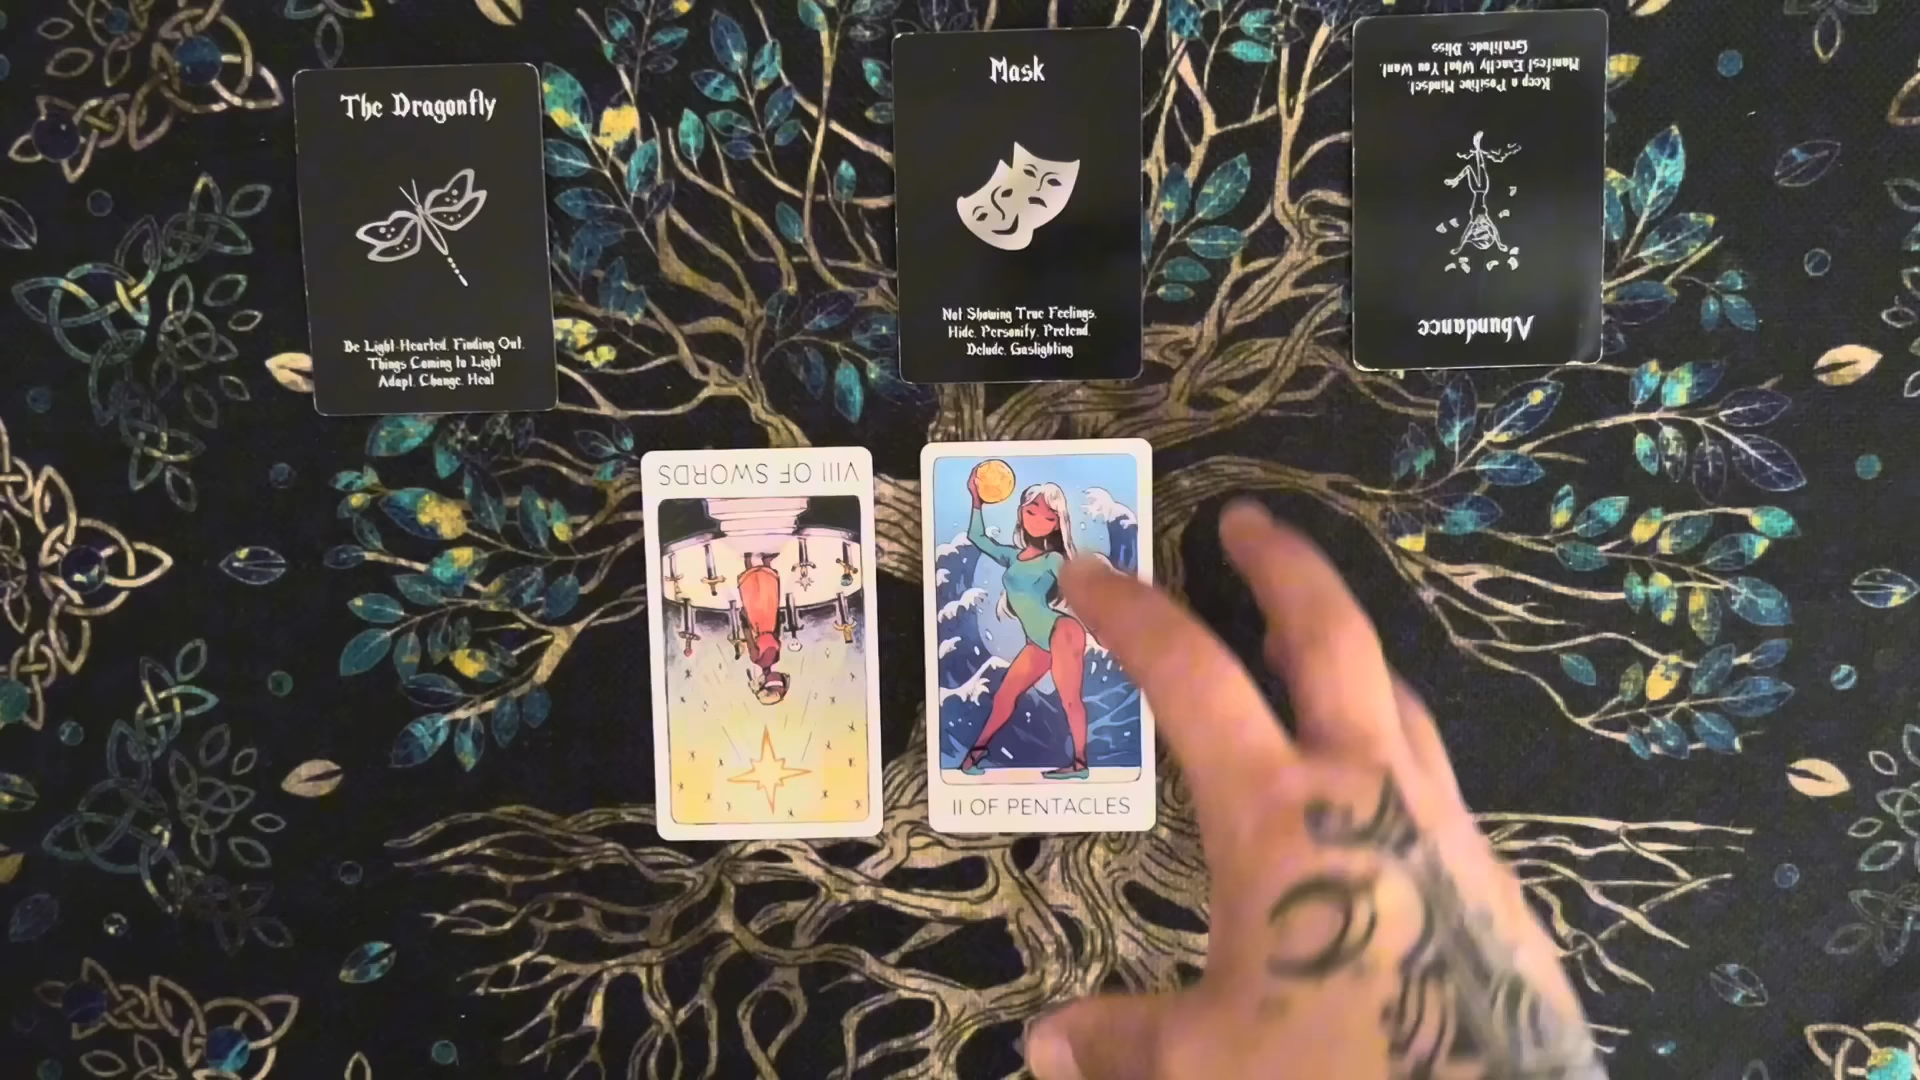 The Dragonfly
Be Light-Hearted. Finding Out.
Things Coming to Light
Adapt. Change. Heal
Mask
Not Showing True Feelings.
Hide. Personify. Pretend.
Delude. Gaslighting
Abundance
Keep a Positive Mindset.
Manifest Exactly What You Want.
Gratitude. Bliss
VIII OF SWORDS
II OF PENTACLES